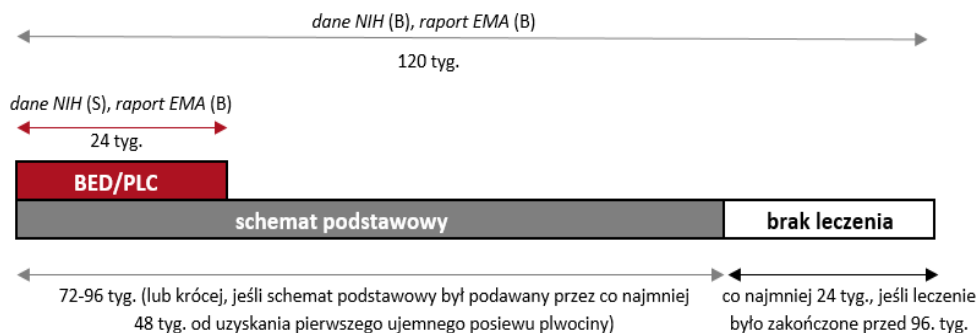 dane NIH (B), raport EMA (B)
120 tyg.
dane NIH (S), raport EMA (B)
24 tyg.
BED/PLC
schemat podstawowy
brak leczenia
72-96 tyg. (lub krócej, jeśli schemat podstawowy był podawany przez co najmniej
48 tyg. od uzyskania pierwszego ujemnego posiewu plwociny)
co najmniej 24 tyg., jeśli leczenie
było zakończone przed 96. tyg.